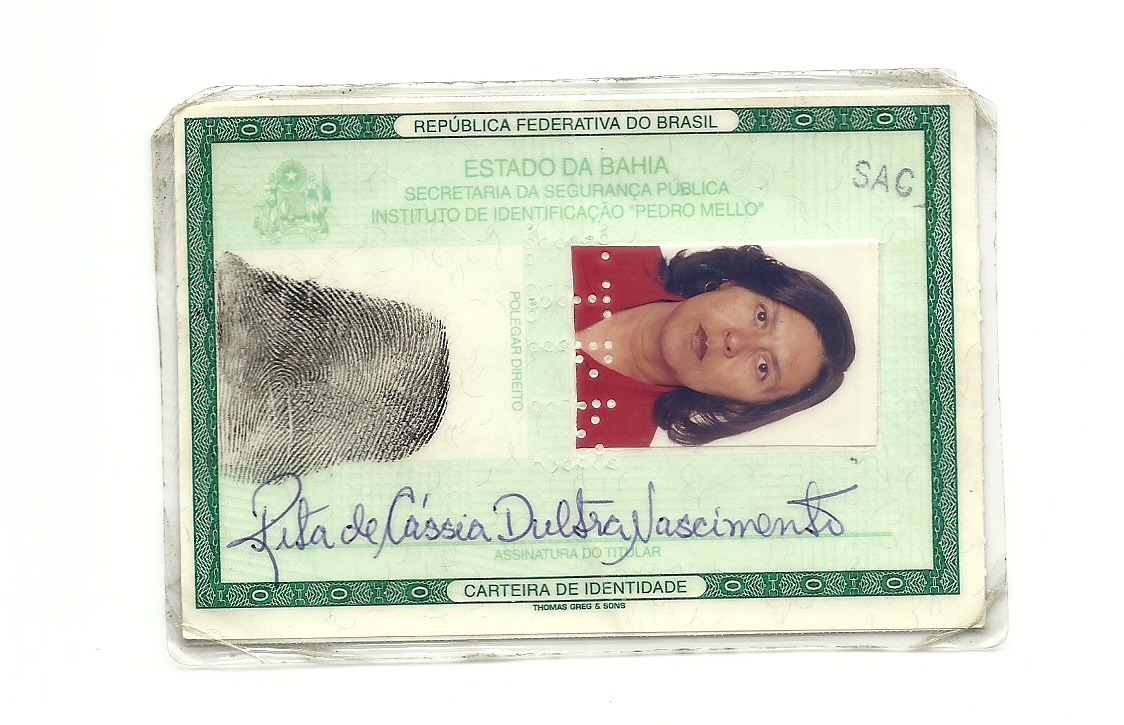 REPÚBLICA FEDERATIVA DO BRASIL
ESTADO DA BAHIA
SECRETARIA DA SEGURANÇA PÚBLICA
INSTITUTO DE IDENTIFICAÇÃO "PEDRO MELLO"
SAC
POLEGAR DIREITO
Rita de Cássia Dultra Nascimento
ASSINATURA DO TITULAR
CARTEIRA DE IDENTIDADE
THOMAS GREG & SONS